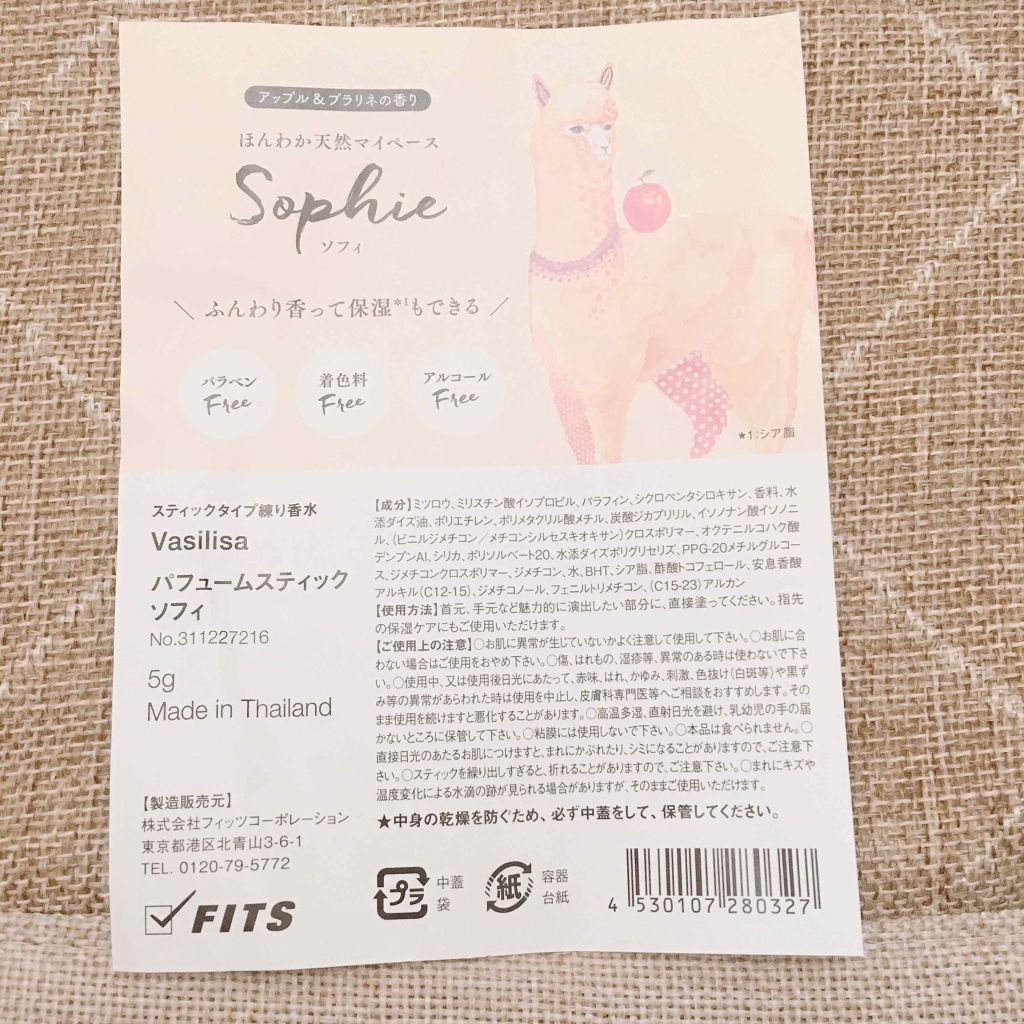 アップル&プラリネの香り
ほんわか天然マイペース
Sophie
ソフィ
＼ ふんわり香って保湿*1もできる ／
パラベン
Free
着色料
Free
アルコール
Free
★1:シア脂
スティックタイプ練り香水
Vasilisa
パフュームスティック
ソフィ
No.311227216
5g
Made in Thailand
【製造販売元】
株式会社フィッツコーポレーション
東京都港区北青山3-6-1
TEL. 0120-79-5772
FITS
【成分】ミツロウ、ミリスチン酸イソプロピル、パラフィン、シクロペンタシロキサン、香料、水
添ダイズ油、ポリエチレン、ポリメタクリル酸メチル、炭酸ジカプリリル、イソノナン酸イソノニ
ル、(ビニルジメチコン／メチコンシルセスキオキサン)クロスポリマー、オクテニルコハク酸
デンプンAl、シリカ、ポリソルベート20、水添ダイズポリグリセリズ、PPG-20メチルグルコー
ス、ジメチコンクロスポリマー、ジメチコン、水、BHT、シア脂、酢酸トコフェロール、安息香酸
アルキル(C12-15)、ジメチコノール、フェニルトリメチコン、(C15-23)アルカン
【使用方法】首元、手元など魅力的に演出したい部分に、直接塗ってください。指先
の保湿ケアにもご使用いただけます。
【ご使用上の注意】○お肌に異常が生じていないかよく注意して使用して下さい。○お肌に合
わない場合はご使用をおやめ下さい。○傷、はれもの、湿疹等、異常のある時は使わないで下さ
い。○使用中、又は使用後日光にあたって、赤味、はれ、かゆみ、刺激、色抜け(白斑等)や黒ず
み等の異常があらわれた時は使用を中止し、皮膚科専門医等へご相談をおすすめします。その
まま使用を続けますと悪化することがあります。○高温多湿、直射日光を避け、乳幼児の手の届
かないところに保管して下さい。○粘膜には使用しないで下さい。○本品は食べられません。○
直接日光のあたるお肌につけますと、まれにかぶれたり、シミになることがありますので、ご注意下
さい。○スティックを繰り出しすぎると、折れることがありますので、ご注意下さい。○まれにキズや
温度変化による水滴の跡が見られる場合がありますが、そのままご使用いただけます。
★中身の乾燥を防ぐため、必ず中蓋をして、保管してください。
プラ
中蓋
袋
紙
容器
台紙
4 530107 280327